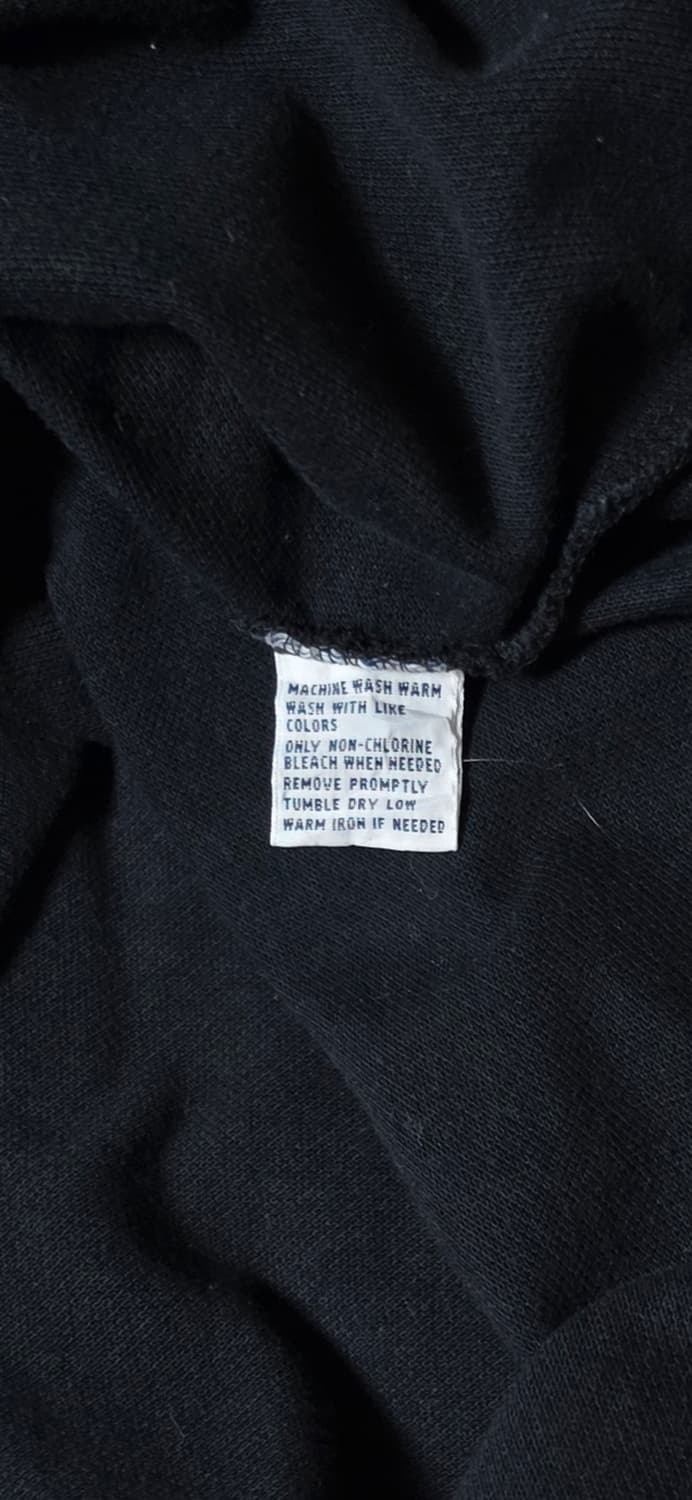 MACHINE WASH WARM
WASH WITH LIKE
COLORS
ONLY NON-CHLORINE
BLEACH WHEN NEEDED
REMOVE PROMPTLY
TUMBLE DRY LOW
WARM IRON IF NEEDED